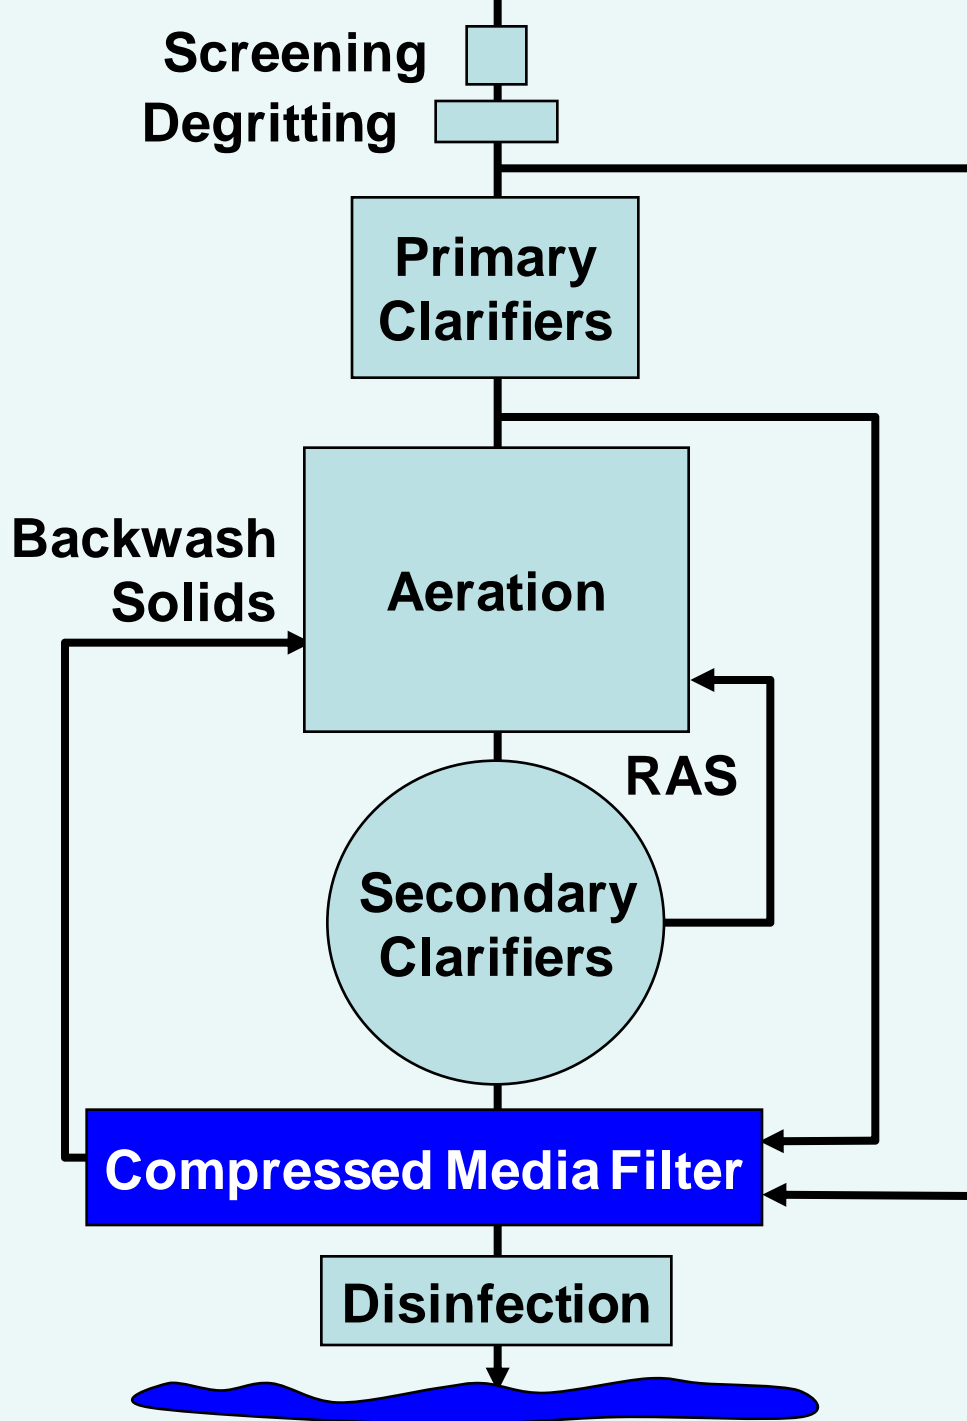 Screening
Degritting
Primary
Clarifiers
Backwash
Solids
Aeration
RAS
Secondary
Clarifiers
Compressed Media Filter
Disinfection